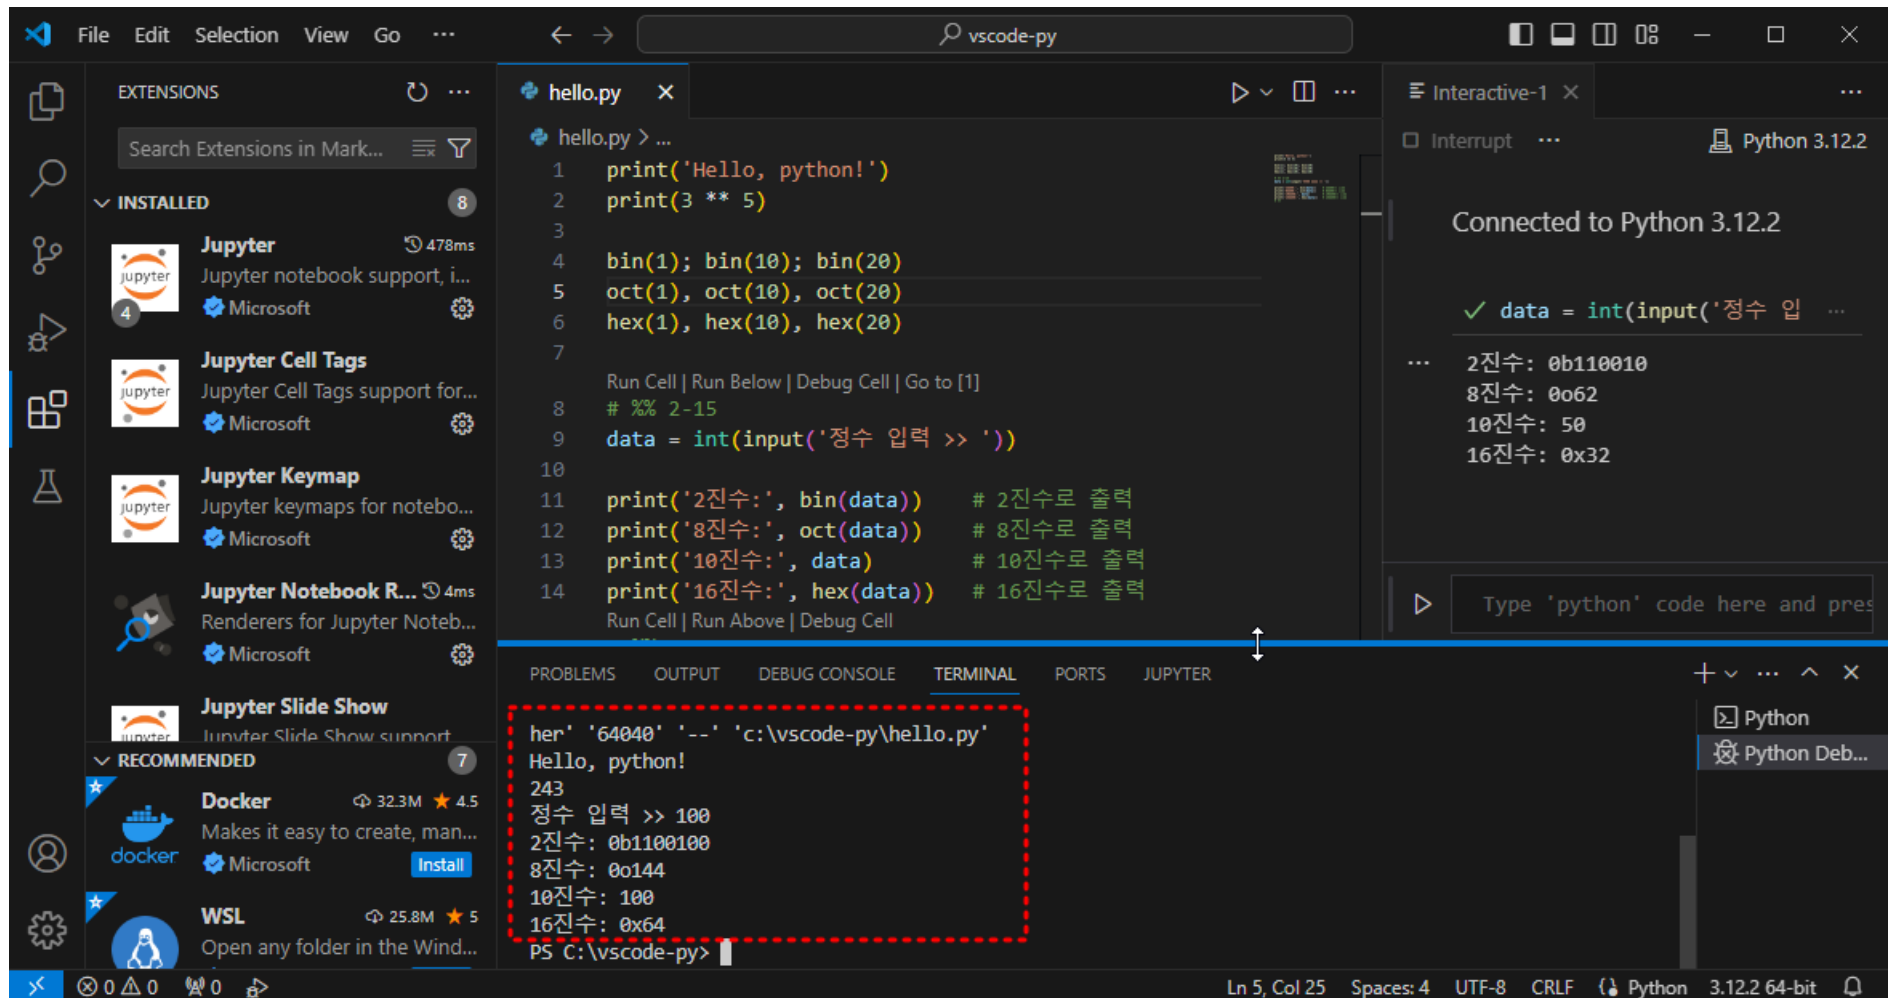 File Edit Selection View Go ...
vscode-py
EXTENSIONS
Search Extensions in Mark...
INSTALLED 8
Jupyter 478ms
Jupyter notebook support, i...
Microsoft
4
Jupyter Cell Tags
Jupyter Cell Tags support for...
Microsoft
Jupyter Keymap
Jupyter keymaps for notebo...
Microsoft
Jupyter Notebook R... 4ms
Renderers for Jupyter Noteb...
Microsoft
Jupyter Slide Show
Jupyter Slide Show support
RECOMMENDED 7
Docker 32.3M 4.5
Makes it easy to create, man...
Microsoft Install
docker
WSL 25.8M 5
Open any folder in the Wind...
hello.py
hello.py > ...
1 print('Hello, python!')
2 print(3 ** 5)
3
4 bin(1); bin(10); bin(20)
5 oct(1), oct(10), oct(20)
6 hex(1), hex(10), hex(20)
7
Run Cell | Run Below | Debug Cell | Go to [1]
8 # %% 2-15
9 data = int(input('정수 입력 >> '))
10
11 print('2진수:', bin(data)) # 2진수로 출력
12 print('8진수:', oct(data)) # 8진수로 출력
13 print('10진수:', data) # 10진수로 출력
14 print('16진수:', hex(data)) # 16진수로 출력
Run Cell | Run Above | Debug Cell
Interactive-1
Interrupt ... Python 3.12.2
Connected to Python 3.12.2
data = int(input('정수 입 ...
2진수: 0b110010
8진수: 0o62
10진수: 50
16진수: 0x32
Type 'python' code here and pres
PROBLEMS OUTPUT DEBUG CONSOLE TERMINAL PORTS JUPYTER
her' '64040' '--' 'c:\vscode-py\hello.py'
Hello, python!
243
정수 입력 >> 100
2진수: 0b1100100
8진수: 0o144
10진수: 100
16진수: 0x64
PS C:\vscode-py>
Python
Python Deb...
0 0 0
Ln 5, Col 25 Spaces: 4 UTF-8 CRLF Python 3.12.2 64-bit